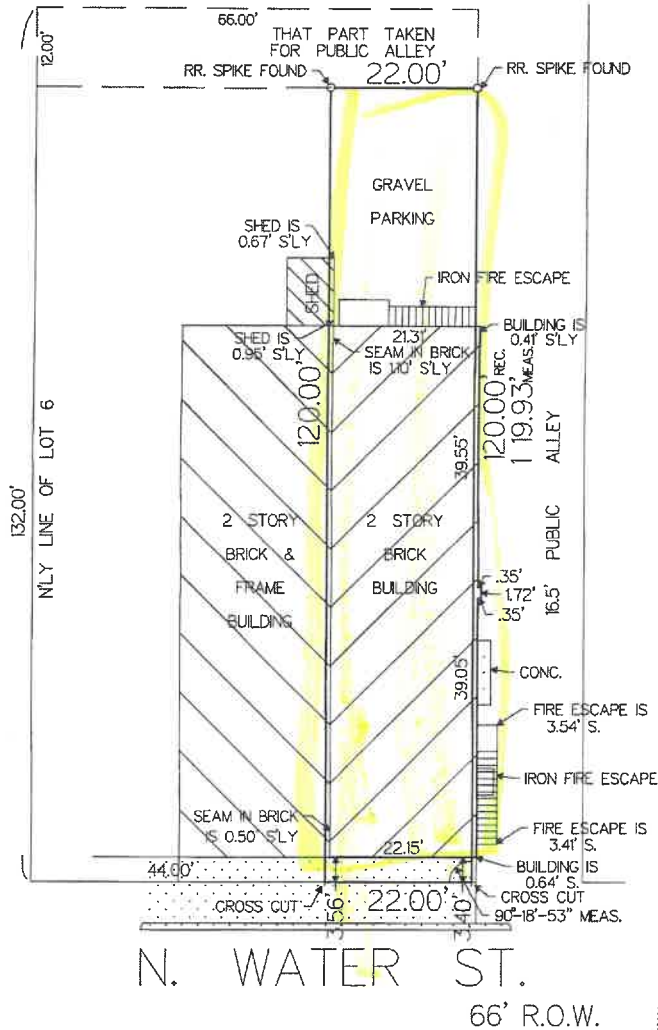 66.00'
12.00'
THAT PART TAKEN
FOR PUBLIC ALLEY
RR. SPIKE FOUND
22.00'
RR. SPIKE FOUND
GRAVEL
PARKING
SHED IS
0.67' S'LY
SHED
IRON FIRE ESCAPE
SHED IS
0.95' S'LY
21.31'
SEAM IN BRICK
IS 1.10' S'LY
BUILDING IS
0.41' S'LY
120.00'
120.00' REC.
119.93' MEAS.
39.55'
16.5' PUBLIC ALLEY
N'LY LINE OF LOT 6
132.00'
2 STORY
BRICK &
FRAME
BUILDING
2 STORY
BRICK
BUILDING
.35'
1.72'
.35'
39.05'
CONC.
FIRE ESCAPE IS
3.54' S.
IRON FIRE ESCAPE
SEAM IN BRICK
IS 0.50' S'LY
FIRE ESCAPE IS
3.41' S.
22.15'
BUILDING IS
0.64' S.
44.00'
CROSS CUT
3.56'
22.00'
3.40'
CROSS CUT
90°-18'-53" MEAS.
N. WATER ST.
66' R.O.W.